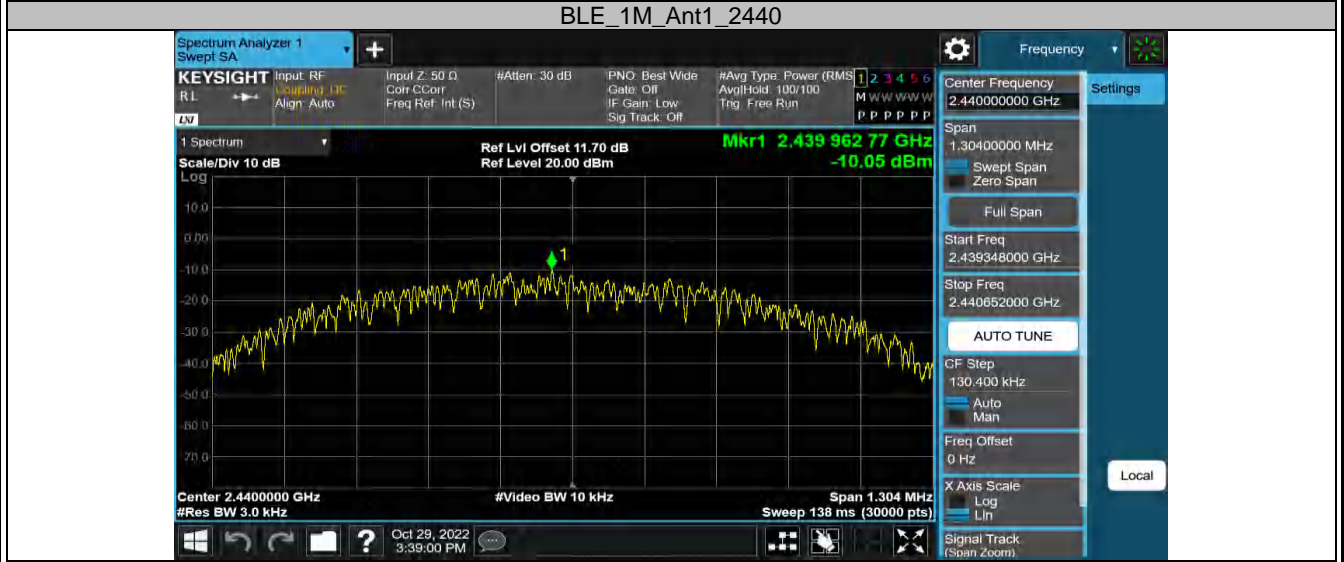 BLE_1M_Ant1_2440
Spectrum Analyzer 1
Swept SA
Frequency
KEYSIGHT
RL
LXI
Input: RF
Coupling: DC
Align: Auto
Input Z: 50 Ω
Corr CCorr
Freq Ref: Int (S)
#Atten: 30 dB
PNO: Best Wide
Gate: Off
IF Gain: Low
Sig Track: Off
#Avg Type: Power (RMS
Avg|Hold: 100/100
Trig: Free Run
1 2 3 4 5 6
M W W W W W
P P P P P P
1 Spectrum
Scale/Div 10 dB
Log
Ref Lvl Offset 11.70 dB
Ref Level 20.00 dBm
Mkr1 2.439 962 77 GHz
-10.05 dBm
10.0
0.00
-10.0
-20.0
-30.0
-40.0
-50.0
-60.0
-70.0
1
Center 2.4400000 GHz
#Res BW 3.0 kHz
#Video BW 10 kHz
Span 1.304 MHz
Sweep 138 ms (30000 pts)
Center Frequency
2.440000000 GHz
Settings
Span
1.30400000 MHz
Swept Span
Zero Span
Full Span
Start Freq
2.439348000 GHz
Stop Freq
2.440652000 GHz
AUTO TUNE
CF Step
130.400 kHz
Auto
Man
Freq Offset
0 Hz
X Axis Scale
Log
Lin
Local
Signal Track
(Span Zoom)
?
Oct 29, 2022
3:39:00 PM